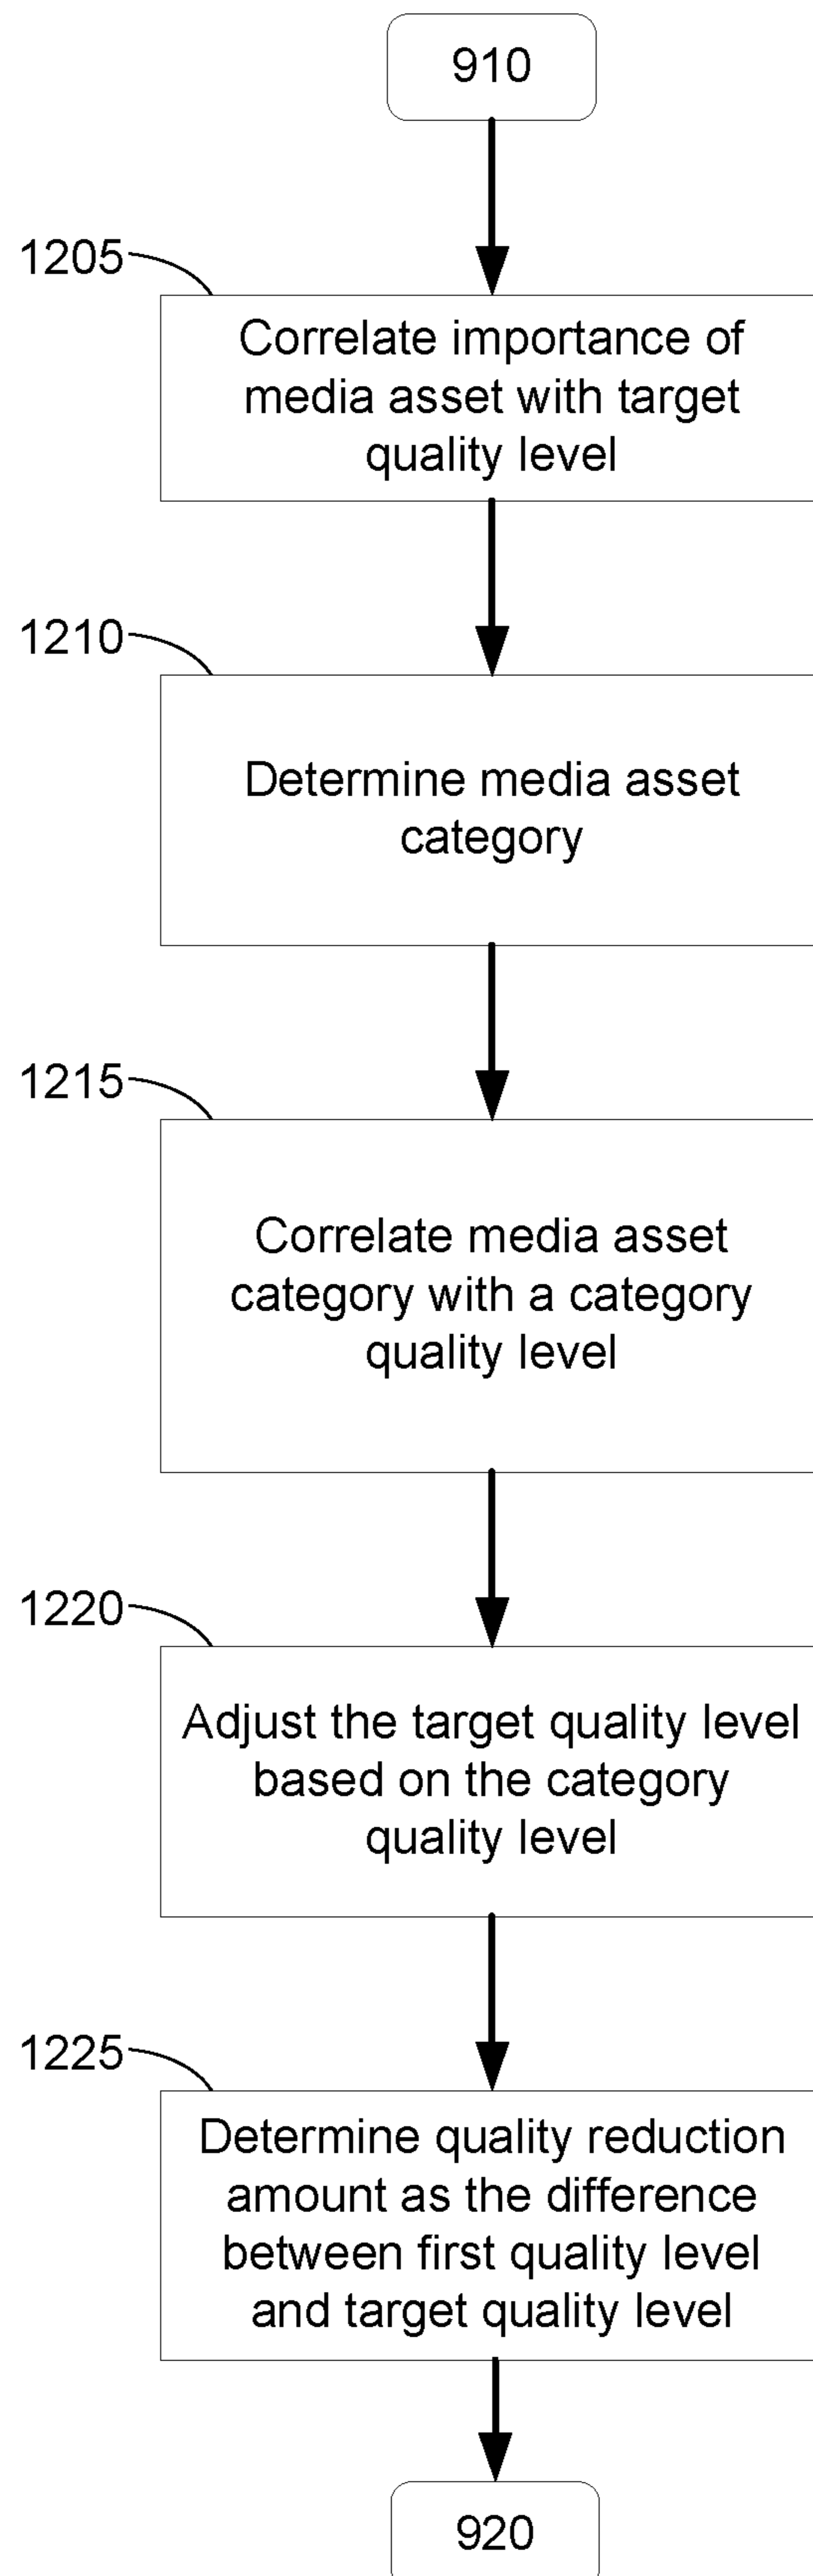 910
1205
Correlate importance of
media asset with target
quality level
1210
Determine media asset
category
1215
Correlate media asset
category with a category
quality level
1220
Adjust the target quality level
based on the category
quality level
1225
Determine quality reduction
amount as the difference
between first quality level
and target quality level
920